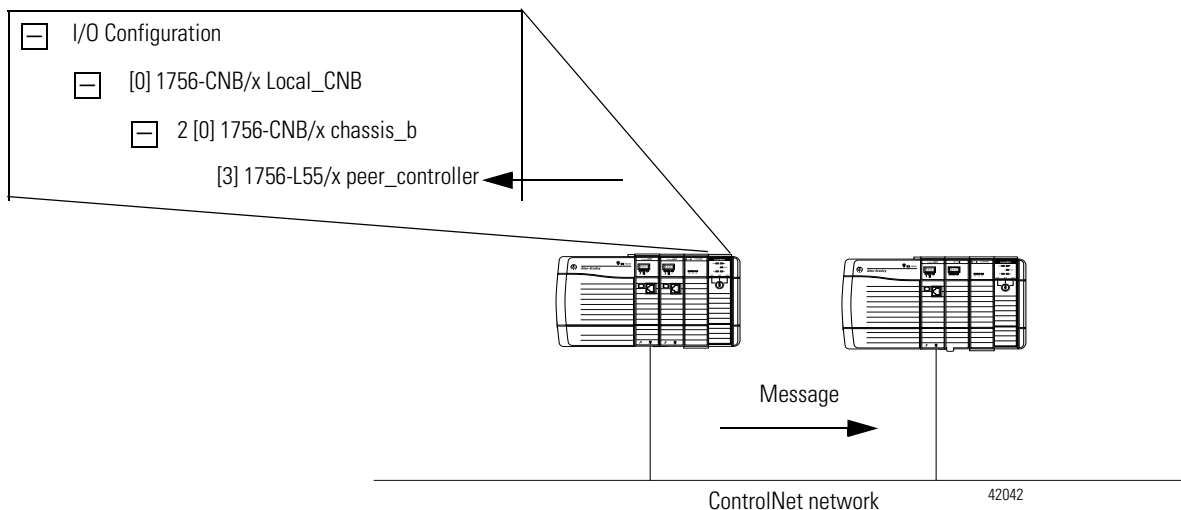 I/O Configuration
[0] 1756-CNB/x Local_CNB
2 [0] 1756-CNB/x chassis_b
[3] 1756-L55/x peer_controller
Message
ControlNet network
42042